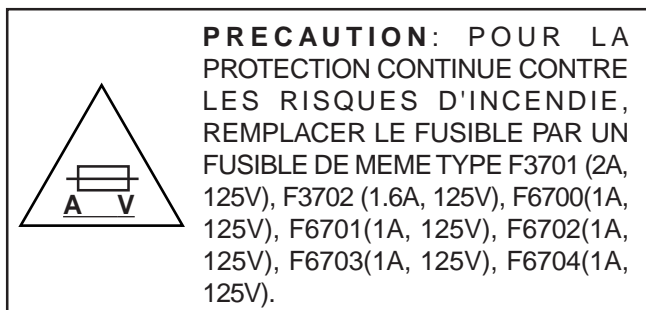 PRECAUTION: POUR LA
PROTECTION CONTINUE CONTRE
LES RISQUES D'INCENDIE,
REMPLACER LE FUSIBLE PAR UN
FUSIBLE DE MEME TYPE F3701 (2A,
125V), F3702 (1.6A, 125V), F6700(1A,
125V), F6701(1A, 125V), F6702(1A,
125V), F6703(1A, 125V), F6704(1A,
125V).
A V